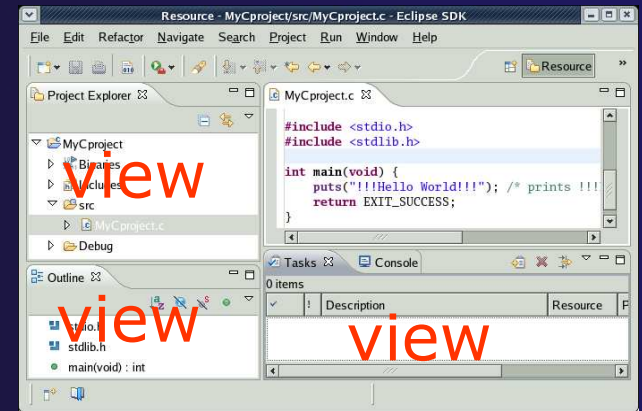 Resource - MyCproject/src/MyCproject.c - Eclipse SDK
File Edit Refactor Navigate Search Project Run Window Help
010
Resource »
Project Explorer
MyCproject
Binaries
Includes
src
MyCproject.c
Debug
view
MyCproject.c
#include <stdio.h>
#include <stdlib.h>
int main(void) {
puts("!!!Hello World!!!"); /* prints !!!
return EXIT_SUCCESS;
}
Outline
stdio.h
stdlib.h
main(void) : int
view
Tasks Console
0 items
! Description Resource
view